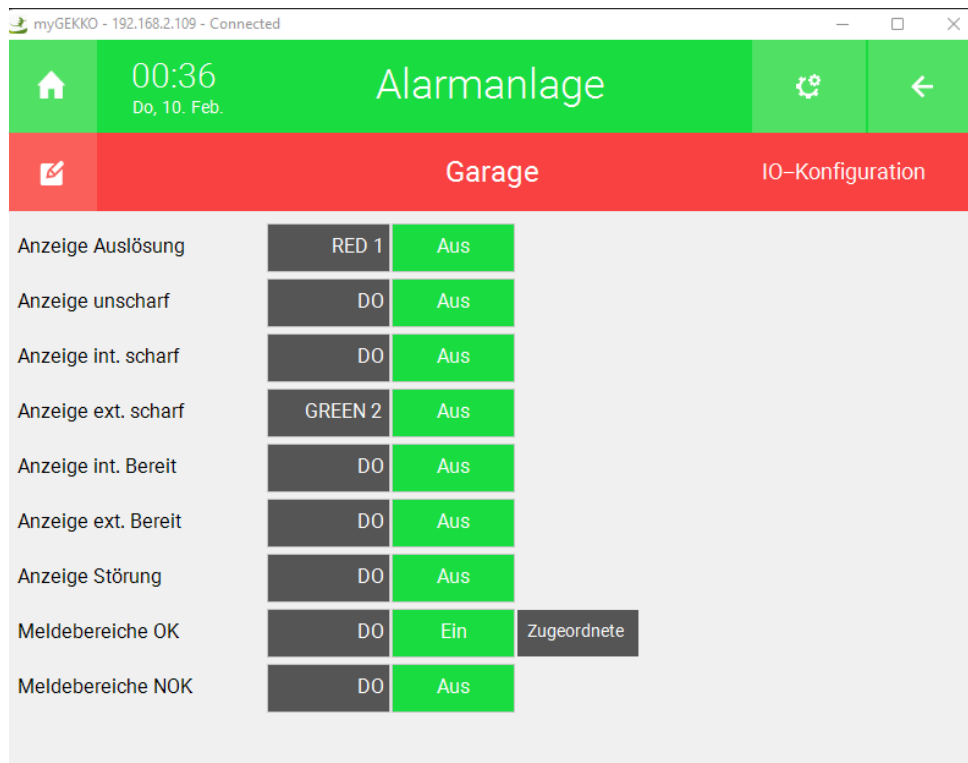 myGEKKO - 192.168.2.109 - Connected
00:36
Do, 10. Feb.
Alarmanlage
Garage
IO–Konfiguration
Anzeige Auslösung RED 1 Aus
Anzeige unscharf DO Aus
Anzeige int. scharf DO Aus
Anzeige ext. scharf GREEN 2 Aus
Anzeige int. Bereit DO Aus
Anzeige ext. Bereit DO Aus
Anzeige Störung DO Aus
Meldebereiche OK DO Ein Zugeordnete
Meldebereiche NOK DO Aus